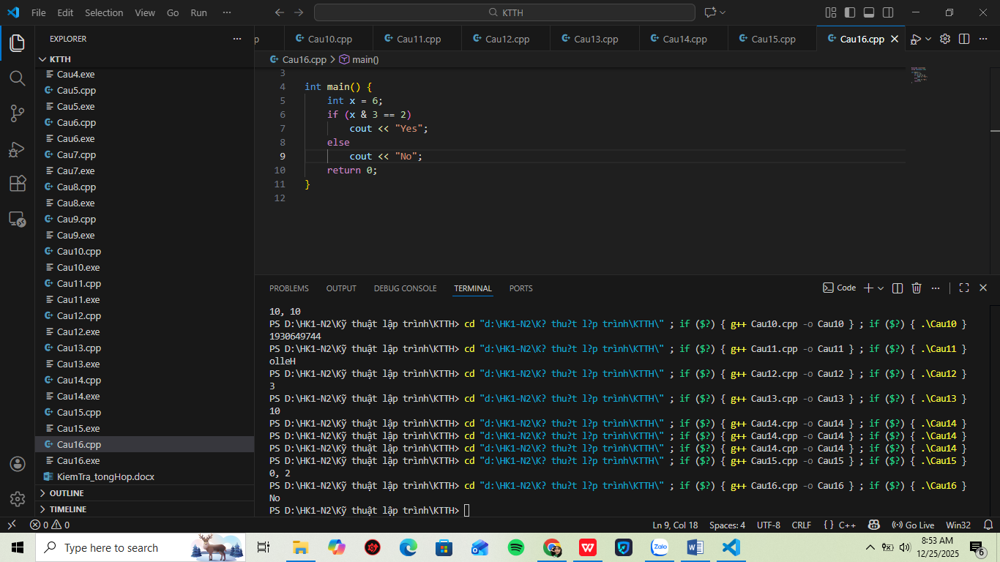 File Edit Selection View Go Run ··· KTTH
EXPLORER ···
p Cau10.cpp Cau11.cpp Cau12.cpp Cau13.cpp Cau14.cpp Cau15.cpp Cau16.cpp
KTTH
Cau4.exe
Cau5.cpp
Cau5.exe
Cau6.cpp
Cau6.exe
Cau7.cpp
Cau7.exe
Cau8.cpp
Cau8.exe
Cau9.cpp
Cau9.exe
Cau10.cpp
Cau10.exe
Cau11.cpp
Cau11.exe
Cau12.cpp
Cau12.exe
Cau13.cpp
Cau13.exe
Cau14.cpp
Cau14.exe
Cau15.cpp
Cau15.exe
Cau16.cpp
Cau16.exe
KiemTra_tongHop.docx
OUTLINE
TIMELINE
Cau16.cpp > main()
3
4 int main() {
5 int x = 6;
6 if (x & 3 == 2)
7 cout << "Yes";
8 else
9 cout << "No";
10 return 0;
11 }
12
PROBLEMS OUTPUT DEBUG CONSOLE TERMINAL PORTS Code
10, 10
PS D:\HK1-N2\Kỹ thuật lập trình\KTTH> cd "d:\HK1-N2\K? thu?t l?p trình\KTTH\" ; if ($?) { g++ Cau10.cpp -o Cau10 } ; if ($?) { .\Cau10 }
1930649744
PS D:\HK1-N2\Kỹ thuật lập trình\KTTH> cd "d:\HK1-N2\K? thu?t l?p trình\KTTH\" ; if ($?) { g++ Cau11.cpp -o Cau11 } ; if ($?) { .\Cau11 }
olleH
PS D:\HK1-N2\Kỹ thuật lập trình\KTTH> cd "d:\HK1-N2\K? thu?t l?p trình\KTTH\" ; if ($?) { g++ Cau12.cpp -o Cau12 } ; if ($?) { .\Cau12 }
3
PS D:\HK1-N2\Kỹ thuật lập trình\KTTH> cd "d:\HK1-N2\K? thu?t l?p trình\KTTH\" ; if ($?) { g++ Cau13.cpp -o Cau13 } ; if ($?) { .\Cau13 }
10
PS D:\HK1-N2\Kỹ thuật lập trình\KTTH> cd "d:\HK1-N2\K? thu?t l?p trình\KTTH\" ; if ($?) { g++ Cau14.cpp -o Cau14 } ; if ($?) { .\Cau14 }
PS D:\HK1-N2\Kỹ thuật lập trình\KTTH> cd "d:\HK1-N2\K? thu?t l?p trình\KTTH\" ; if ($?) { g++ Cau14.cpp -o Cau14 } ; if ($?) { .\Cau14 }
PS D:\HK1-N2\Kỹ thuật lập trình\KTTH> cd "d:\HK1-N2\K? thu?t l?p trình\KTTH\" ; if ($?) { g++ Cau14.cpp -o Cau14 } ; if ($?) { .\Cau14 }
PS D:\HK1-N2\Kỹ thuật lập trình\KTTH> cd "d:\HK1-N2\K? thu?t l?p trình\KTTH\" ; if ($?) { g++ Cau15.cpp -o Cau15 } ; if ($?) { .\Cau15 }
0, 2
PS D:\HK1-N2\Kỹ thuật lập trình\KTTH> cd "d:\HK1-N2\K? thu?t l?p trình\KTTH\" ; if ($?) { g++ Cau16.cpp -o Cau16 } ; if ($?) { .\Cau16 }
No
PS D:\HK1-N2\Kỹ thuật lập trình\KTTH>
0 0 Ln 9, Col 18 Spaces: 4 UTF-8 CRLF { } C++ Go Live Win32
Type here to search Zalo 8:53 AM
12/25/2025 6